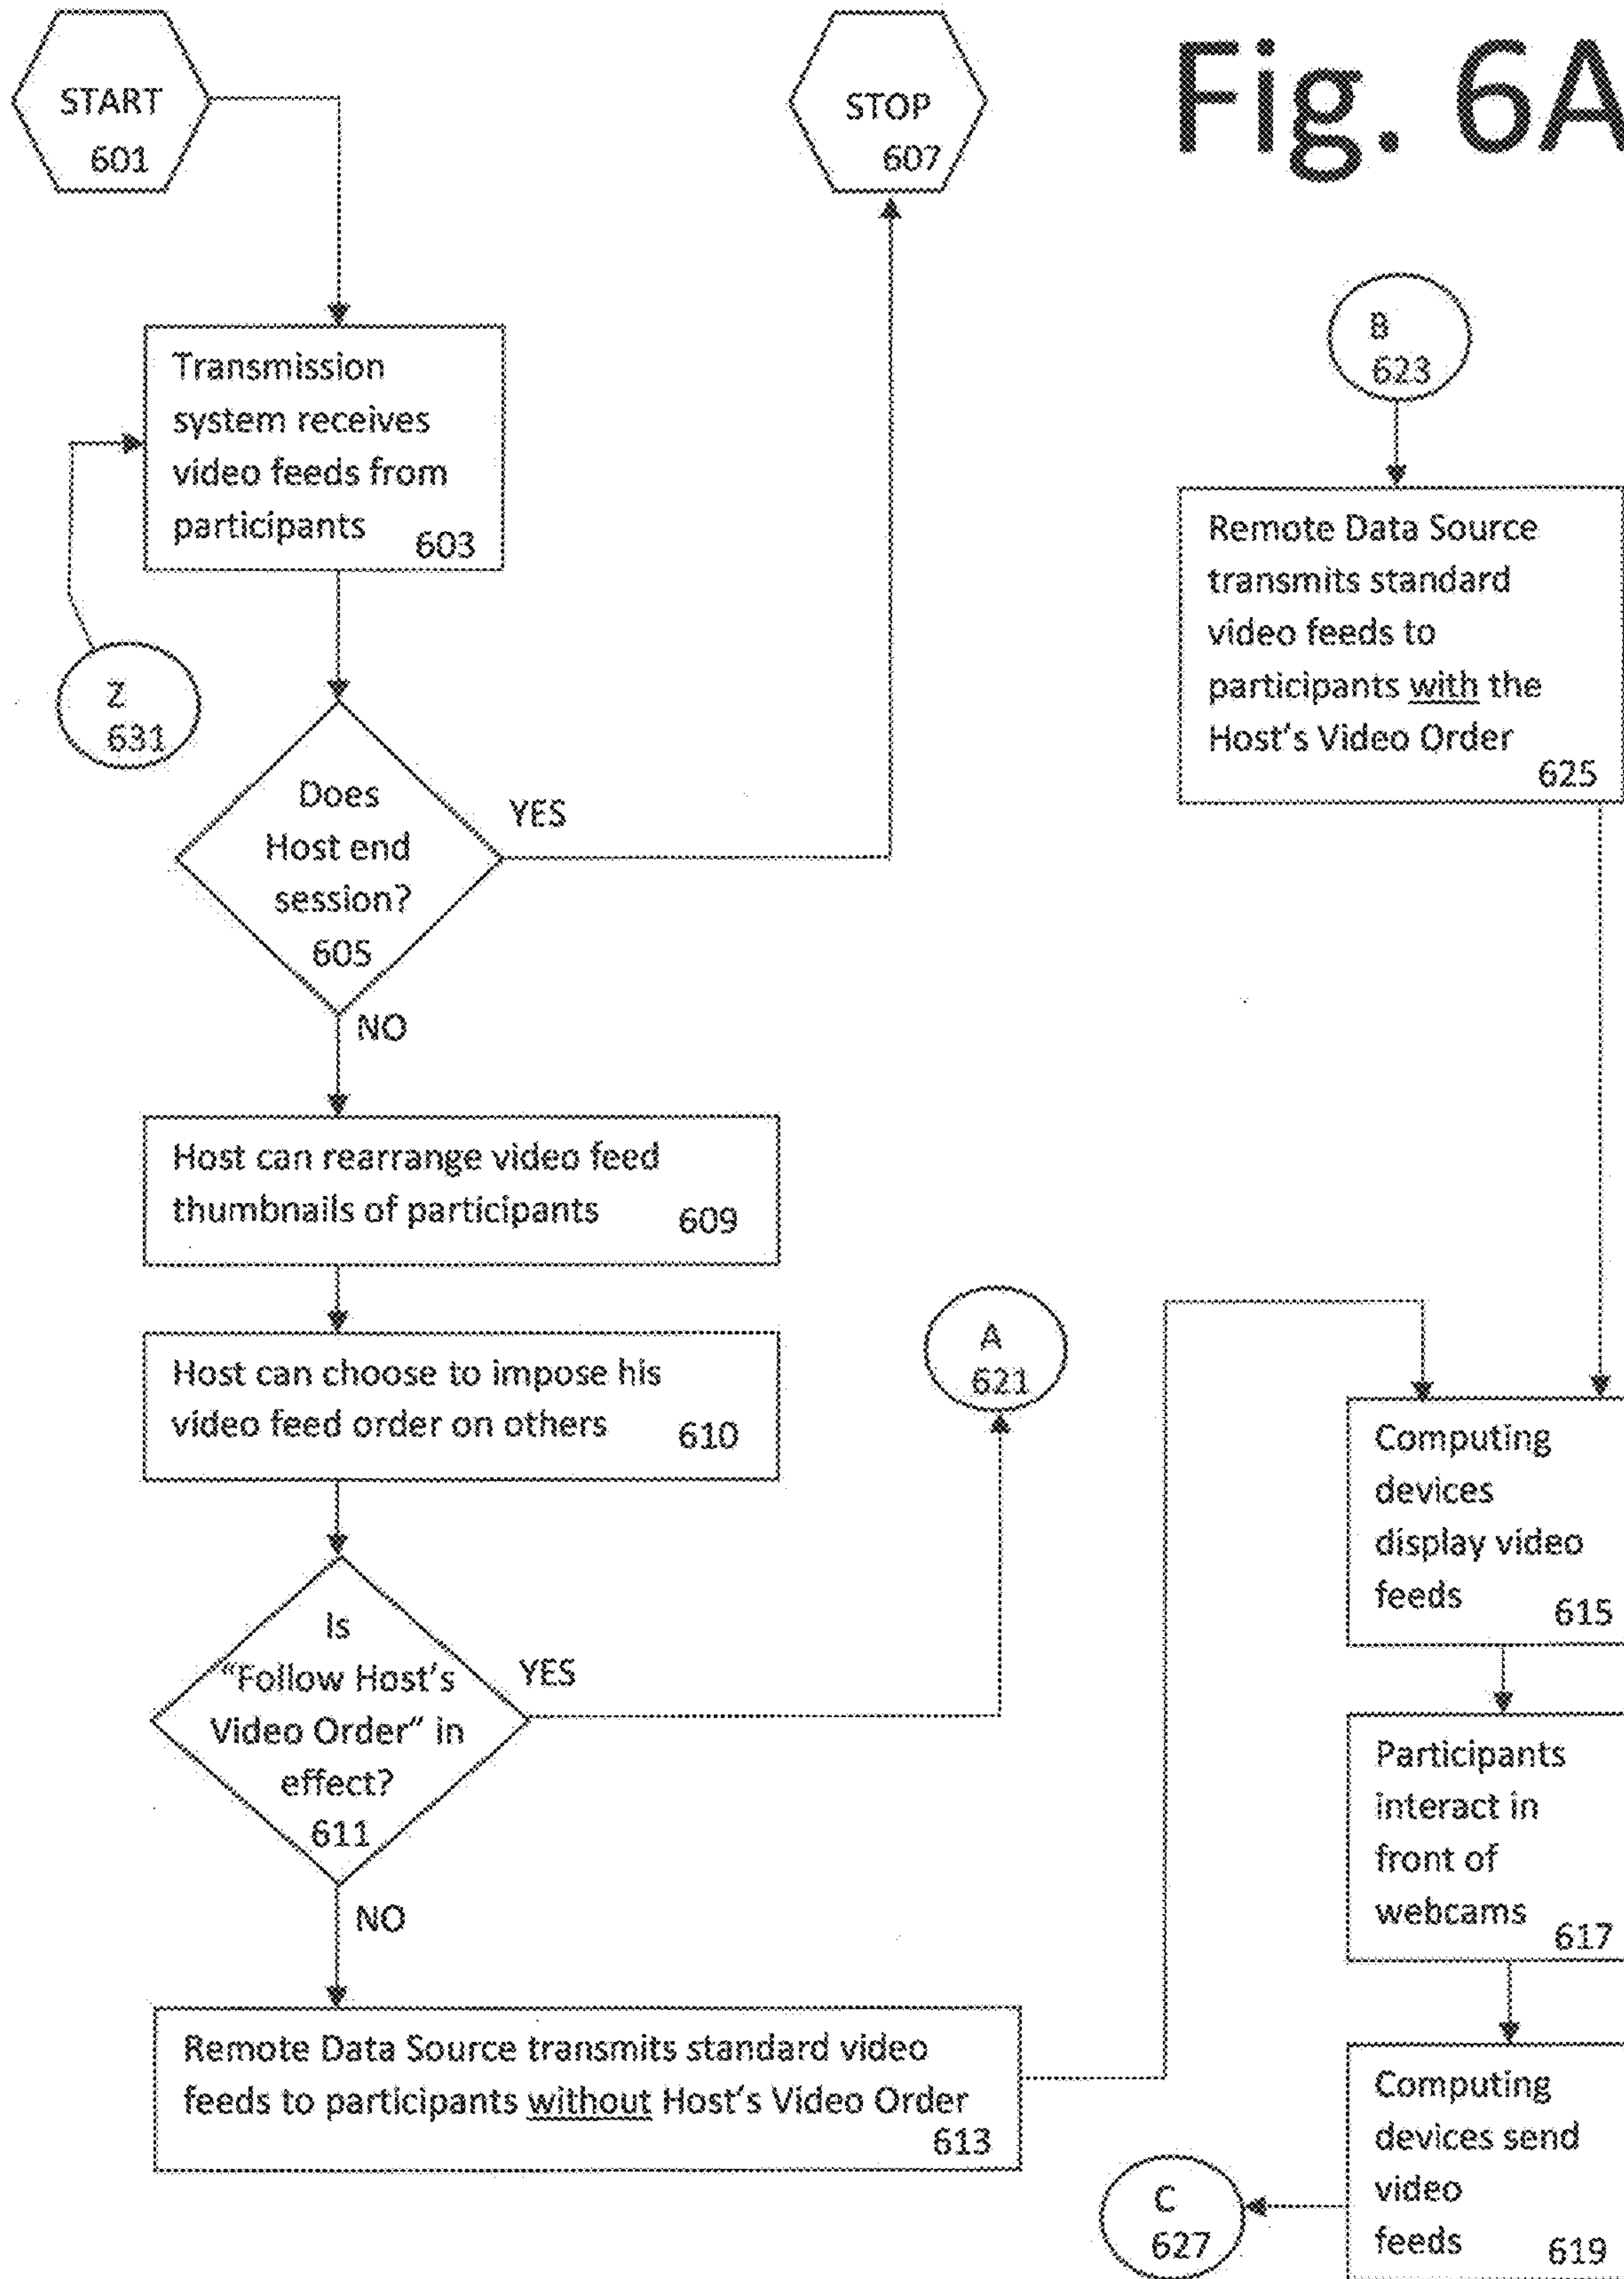 Fig. 6A
START
601
STOP
607
Transmission
system receives
video feeds from
participants
603
Z
631
Does
Host end
session?
605
YES
NO
Host can rearrange video feed
thumbnails of participants
609
Host can choose to impose his
video feed order on others
610
Is
"Follow Host's
Video Order" in
effect?
611
YES
NO
A
621
Remote Data Source transmits standard video
feeds to participants without Host's Video Order
613
B
623
Remote Data Source
transmits standard
video feeds to
participants with the
Host's Video Order
625
Computing
devices
display video
feeds
615
Participants
interact in
front of
webcams
617
Computing
devices send
video
feeds
619
C
627